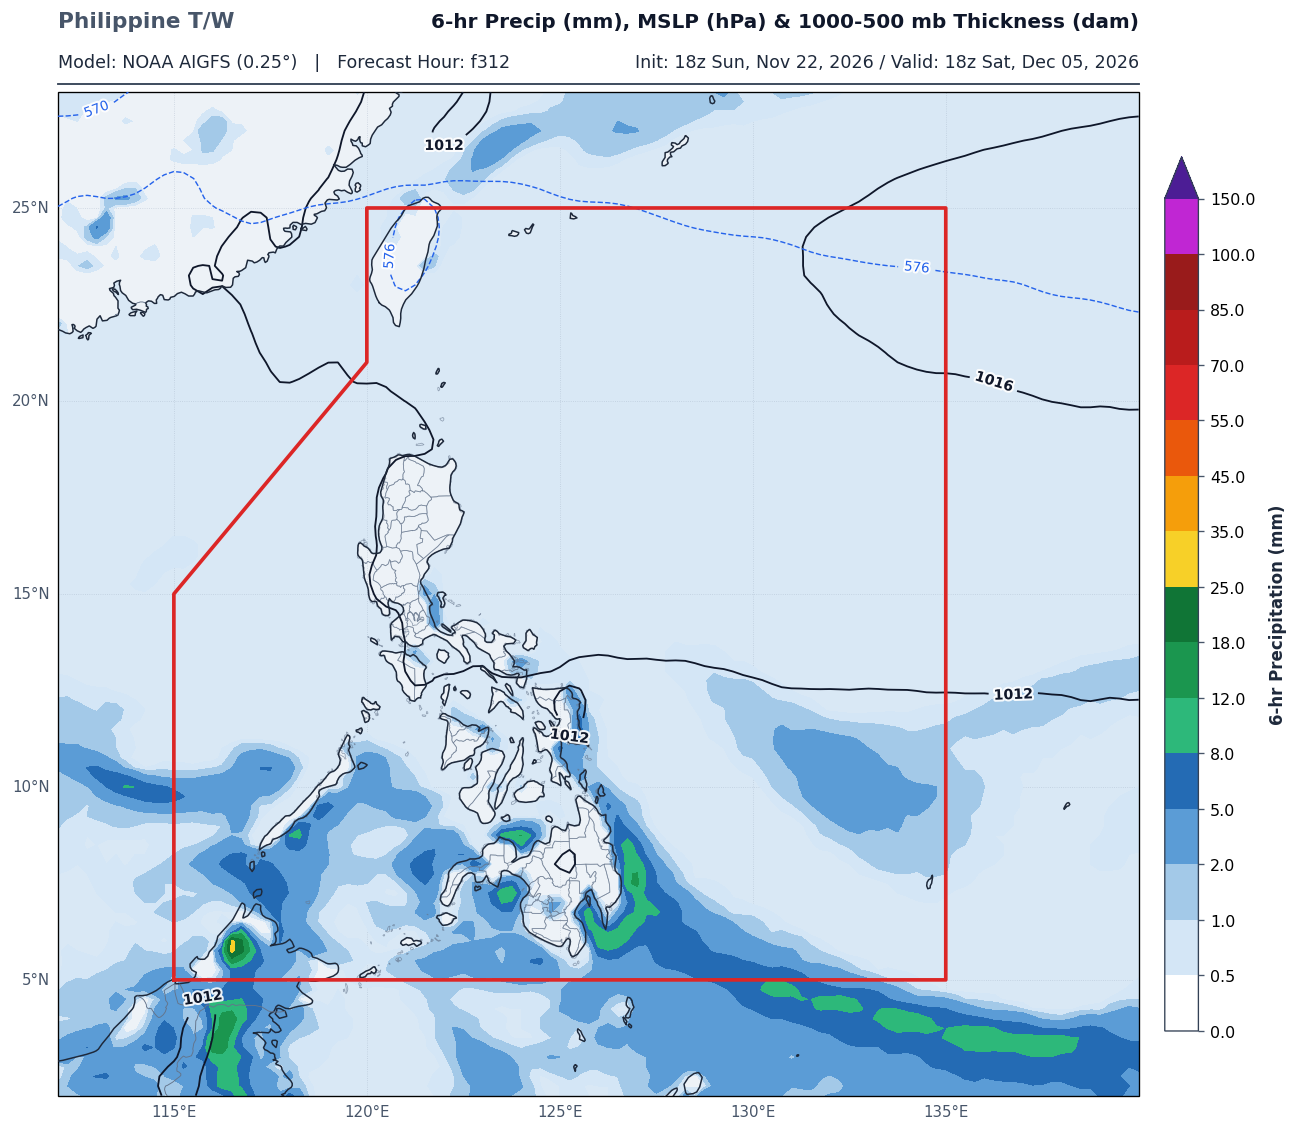 Philippine T/W
6-hr Precip (mm), MSLP (hPa) & 1000-500 mb Thickness (dam)
Model: NOAA AIGFS (0.25°) | Forecast Hour: f312
Init: 18z Sun, Nov 22, 2026 / Valid: 18z Sat, Dec 05, 2026
570
1012
576
576
1016
1012
1012
1012
25°N
20°N
15°N
10°N
5°N
115°E
120°E
125°E
130°E
135°E
150.0
100.0
85.0
70.0
55.0
45.0
35.0
25.0
18.0
12.0
8.0
5.0
2.0
1.0
0.5
0.0
6-hr Precipitation (mm)